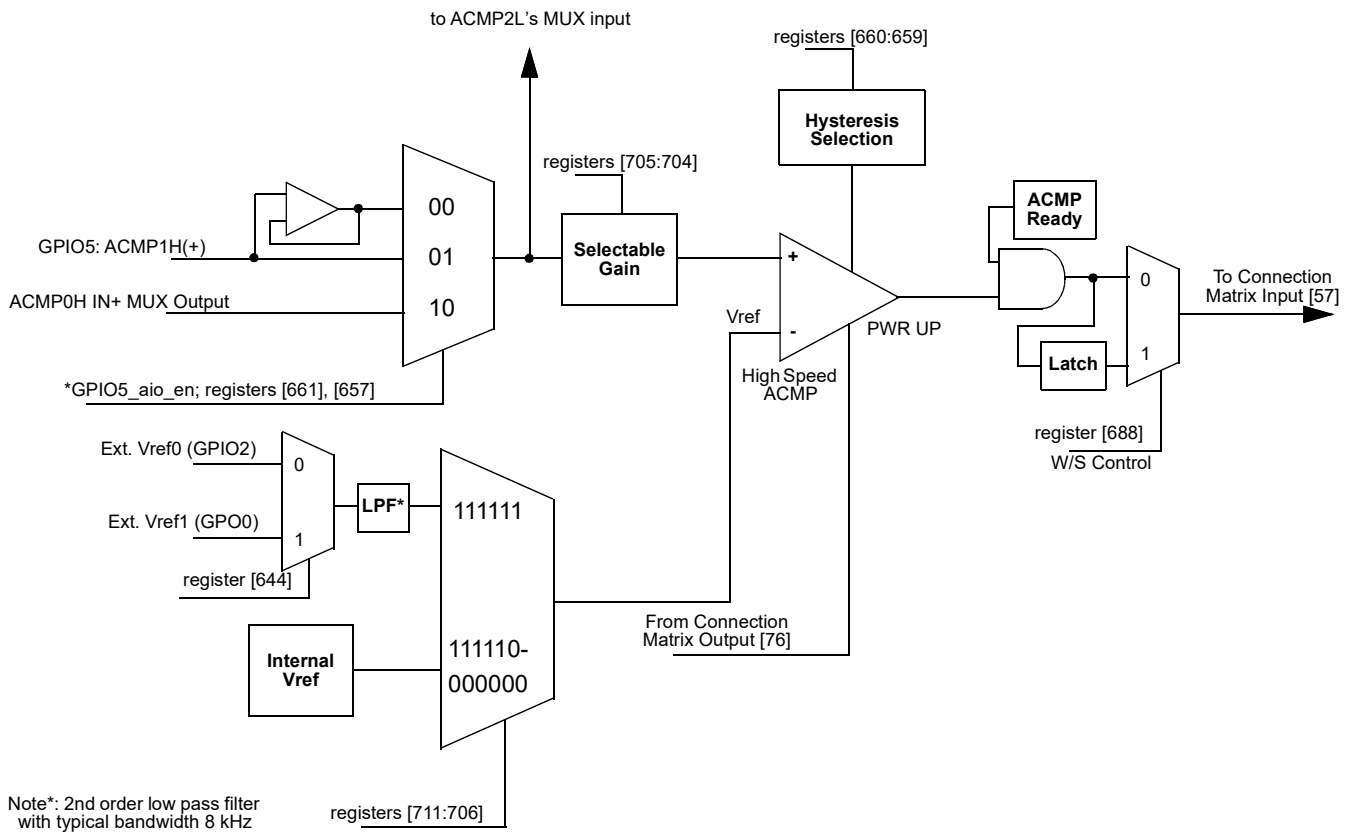 to ACMP2L's MUX input
registers [660:659]
Hysteresis
Selection
registers [705:704]
ACMP
Ready
00
GPIO5: ACMP1H(+)
01
Selectable
Gain
+
0
To Connection
Matrix Input [57]
ACMP0H IN+ MUX Output
10
Vref
-
PWR UP
1
Latch
High Speed
ACMP
*GPIO5_aio_en; registers [661], [657]
register [688]
W/S Control
Ext. Vref0 (GPIO2)
0
LPF*
111111
Ext. Vref1 (GPO0)
1
register [644]
From Connection
Matrix Output [76]
Internal
Vref
111110-
000000
Note*: 2nd order low pass filter
with typical bandwidth 8 kHz
registers [711:706]